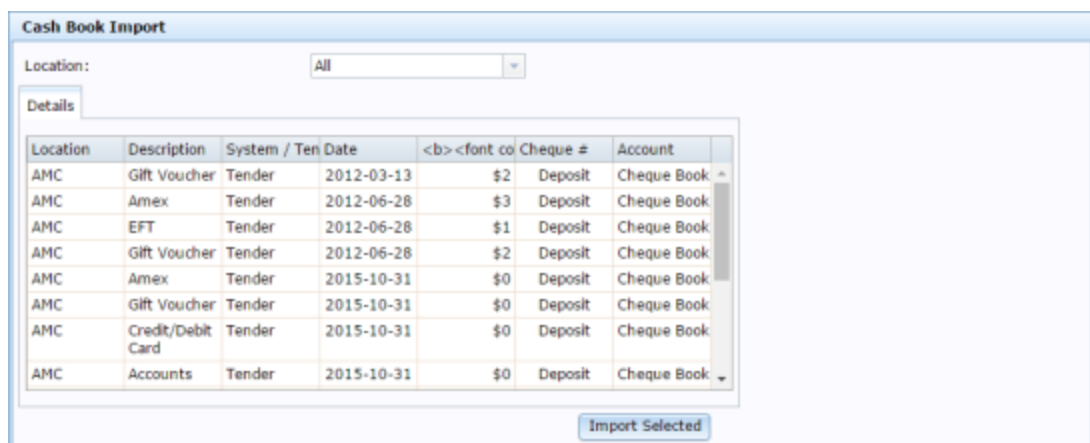 Cash Book Import
Location: All
Details
Location Description System / Ten Date <b><font co Cheque # Account
AMC Gift Voucher Tender 2012-03-13 $2 Deposit Cheque Book
AMC Amex Tender 2012-06-28 $3 Deposit Cheque Book
AMC EFT Tender 2012-06-28 $1 Deposit Cheque Book
AMC Gift Voucher Tender 2012-06-28 $2 Deposit Cheque Book
AMC Amex Tender 2015-10-31 $0 Deposit Cheque Book
AMC Gift Voucher Tender 2015-10-31 $0 Deposit Cheque Book
AMC Credit/Debit Tender 2015-10-31 $0 Deposit Cheque Book
Card
AMC Accounts Tender 2015-10-31 $0 Deposit Cheque Book
Import Selected